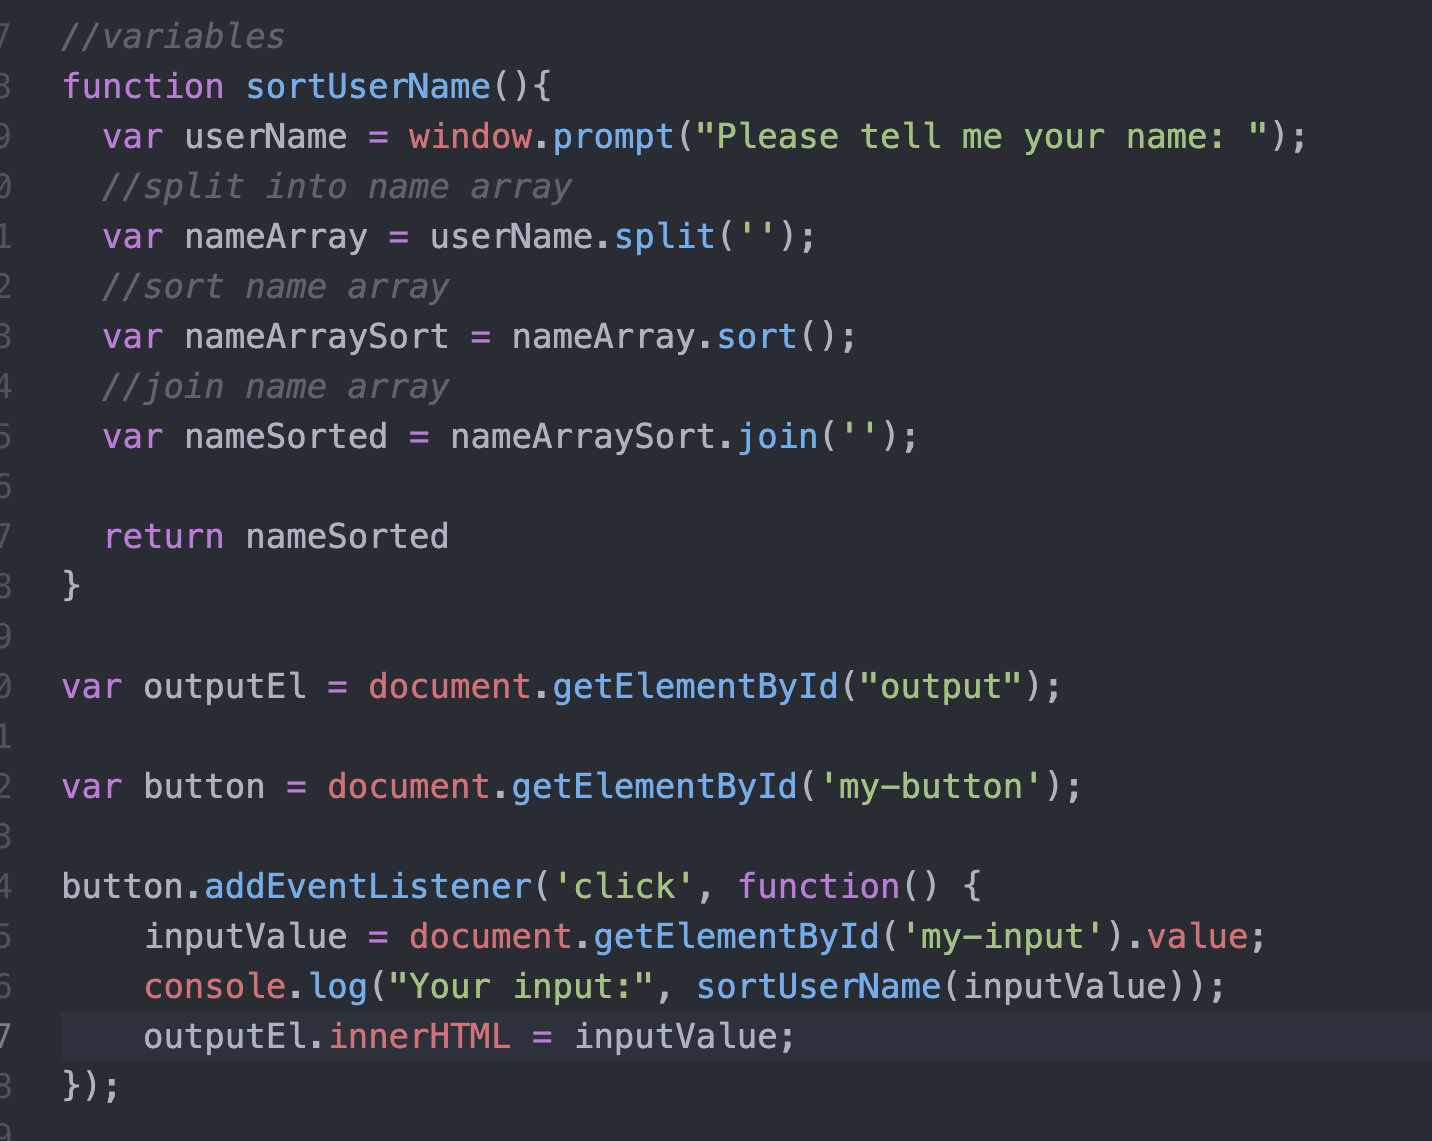 7 //variables
8 function sortUserName(){
9   var userName = window.prompt("Please tell me your name: ");
0   //split into name array
1   var nameArray = userName.split('');
2   //sort name array
3   var nameArraySort = nameArray.sort();
4   //join name array
5   var nameSorted = nameArraySort.join('');
6
7   return nameSorted
8 }
9
0 var outputEl = document.getElementById("output");
1
2 var button = document.getElementById('my-button');
3
4 button.addEventListener('click', function() {
5     inputValue = document.getElementById('my-input').value;
6     console.log("Your input:", sortUserName(inputValue));
7     outputEl.innerHTML = inputValue;
8 });
9